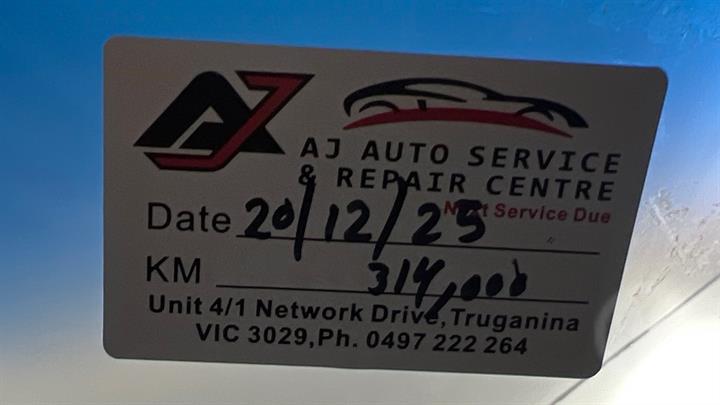 AJ
AJ AUTO SERVICE
& REPAIR CENTRE
Next Service Due
Date 20/12/25
KM 314,000
Unit 4/1 Network Drive,Truganina
VIC 3029,Ph. 0497 222 264